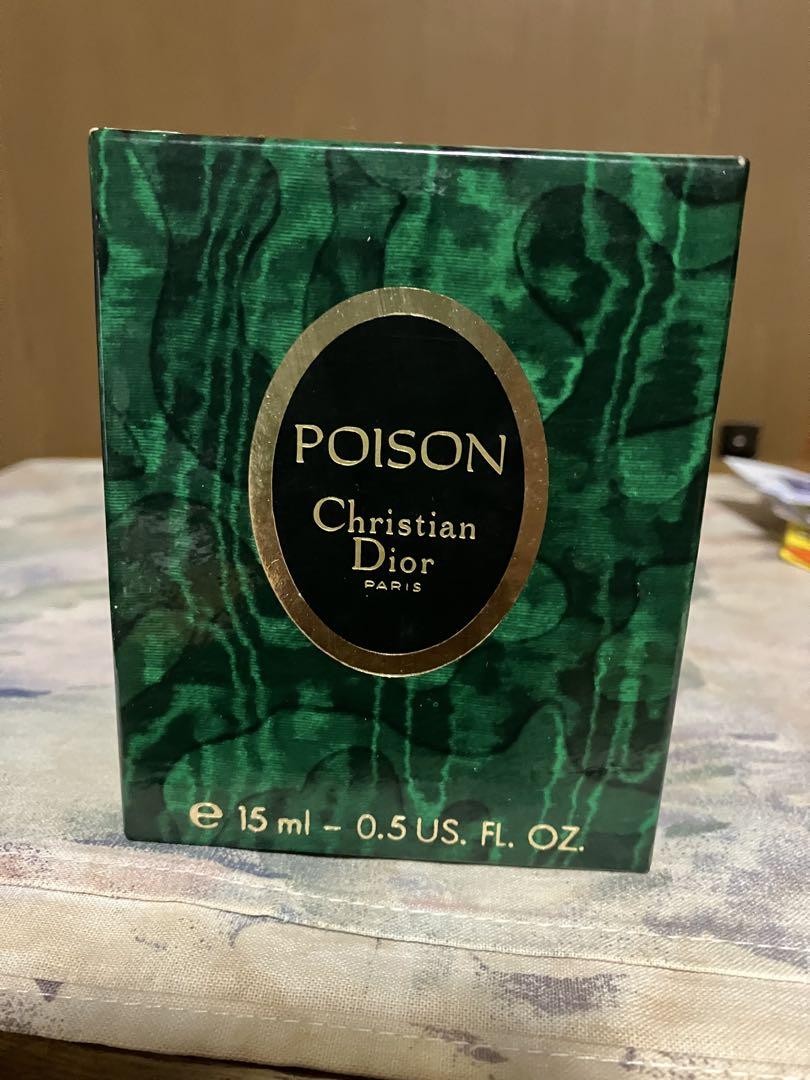 POISON
Christian
Dior
PARIS
℮ 15 ml - 0.5 US. FL. OZ.